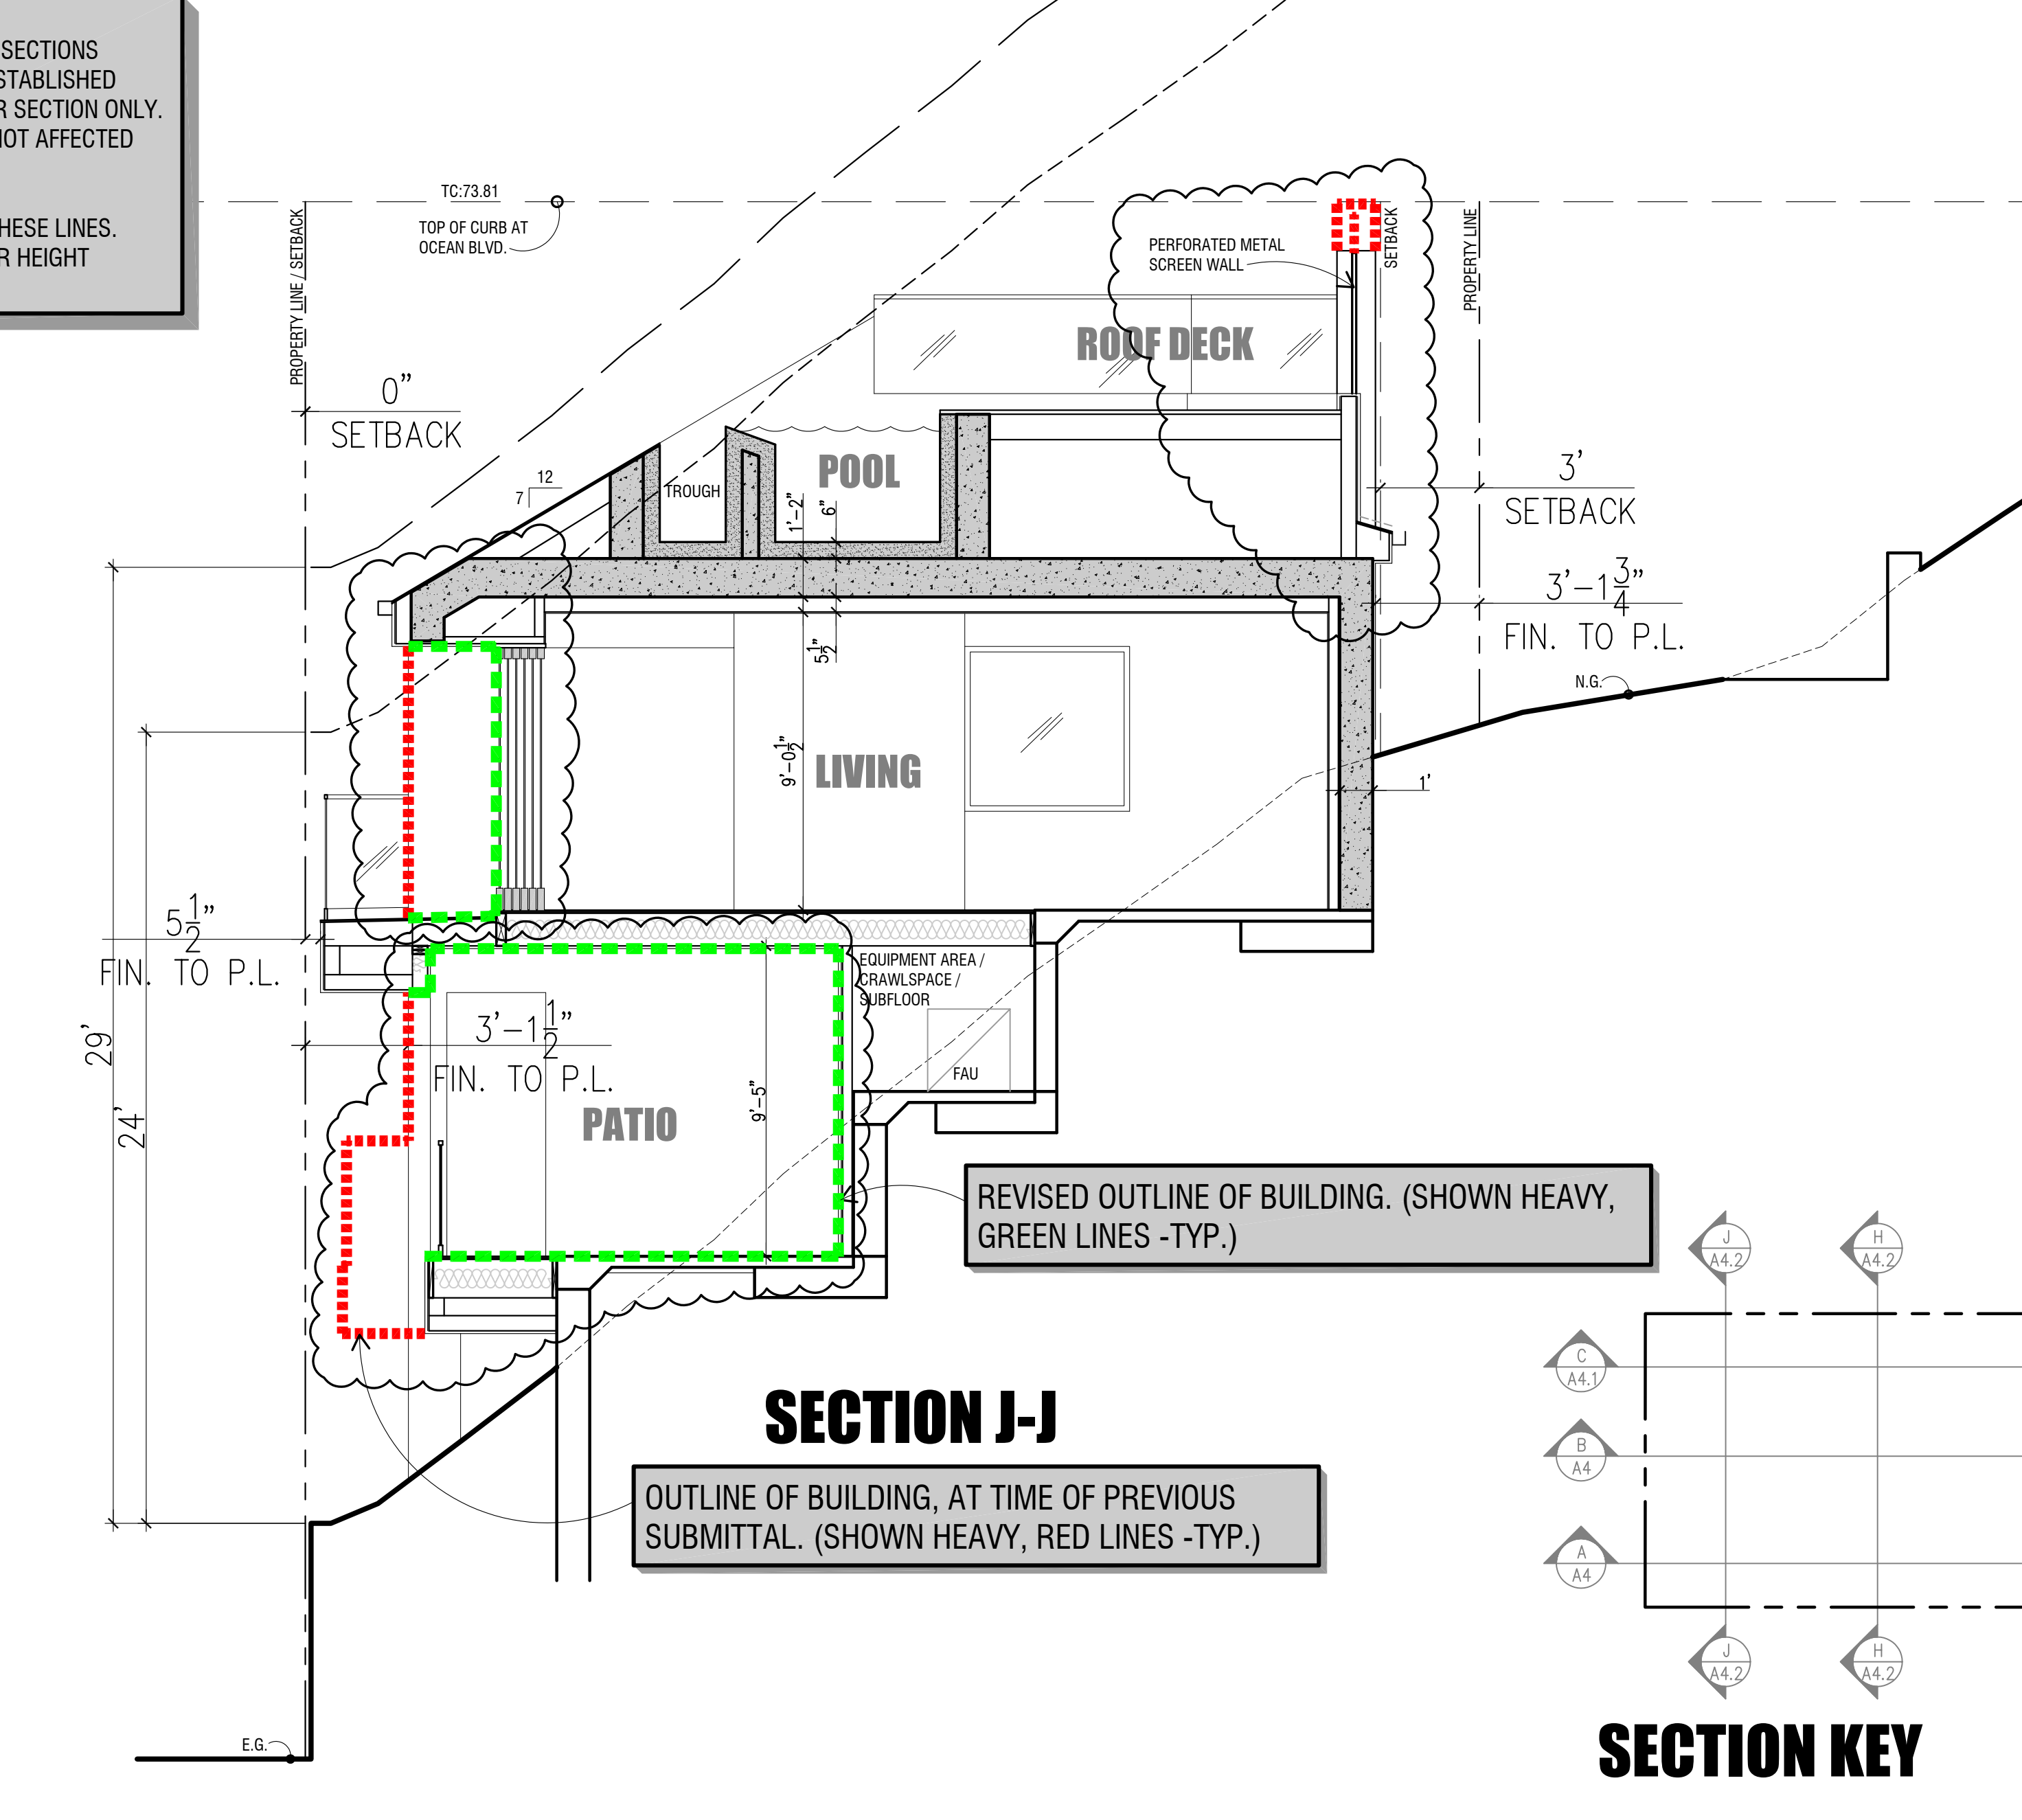 SECTIONS
STABLISHED
R SECTION ONLY.
NOT AFFECTED
HESE LINES.
R HEIGHT
TC:73.81
TOP OF CURB AT
OCEAN BLVD.
PROPERTY LINE / SETBACK
0"
SETBACK
PERFORATED METAL
SCREEN WALL
SETBACK
PROPERTY LINE
ROOF DECK
12
7
TROUGH
POOL
1'-2"
6"
3'
SETBACK
3'-1 3/4"
FIN. TO P.L.
N.G.
5 1/2"
9'-0 1/2"
LIVING
1'
5 1/2"
FIN. TO P.L.
29'
24'
EQUIPMENT AREA /
CRAWLSPACE /
SUBFLOOR
FAU
3'-1 1/2"
FIN. TO P.L.
PATIO
9'-5"
REVISED OUTLINE OF BUILDING. (SHOWN HEAVY,
GREEN LINES -TYP.)
SECTION J-J
OUTLINE OF BUILDING, AT TIME OF PREVIOUS
SUBMITTAL. (SHOWN HEAVY, RED LINES -TYP.)
E.G.
J
A4.2
H
A4.2
C
A4.1
B
A4
A
A4
J
A4.2
H
A4.2
SECTION KEY